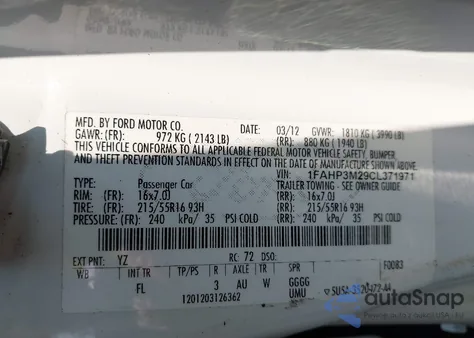 MFD. BY FORD MOTOR CO.
DATE: 03/12 GVWR: 1810 KG ( 3990 LB)
GAWR: (FR): 972 KG ( 2143 LB) (RR): 880 KG ( 1940 LB)
THIS VEHICLE CONFORMS TO ALL APPLICABLE FEDERAL MOTOR VEHICLE SAFETY, BUMPER
AND THEFT PREVENTION STANDARDS IN EFFECT ON THE DATE OF MANUFACTURE SHOWN ABOVE.
VIN: 1FAHP3M29CL371971
TYPE: Passenger Car TRAILER TOWING - SEE OWNER GUIDE
RIM: (FR): 16x7.0J (RR): 16x7.0J
TIRE: (FR): 215/55R16 93H (RR): 215/55R16 93H
PRESSURE: (FR): 240 kPa/ 35 PSI COLD (RR): 240 kPa/ 35 PSI COLD
EXT PNT: YZ RC: 72 DSO: F0083
WB INT TR TP/PS R AXLE TR SPR
FL 3 AU W GGGG
1201203126362 UMU
autoSnap